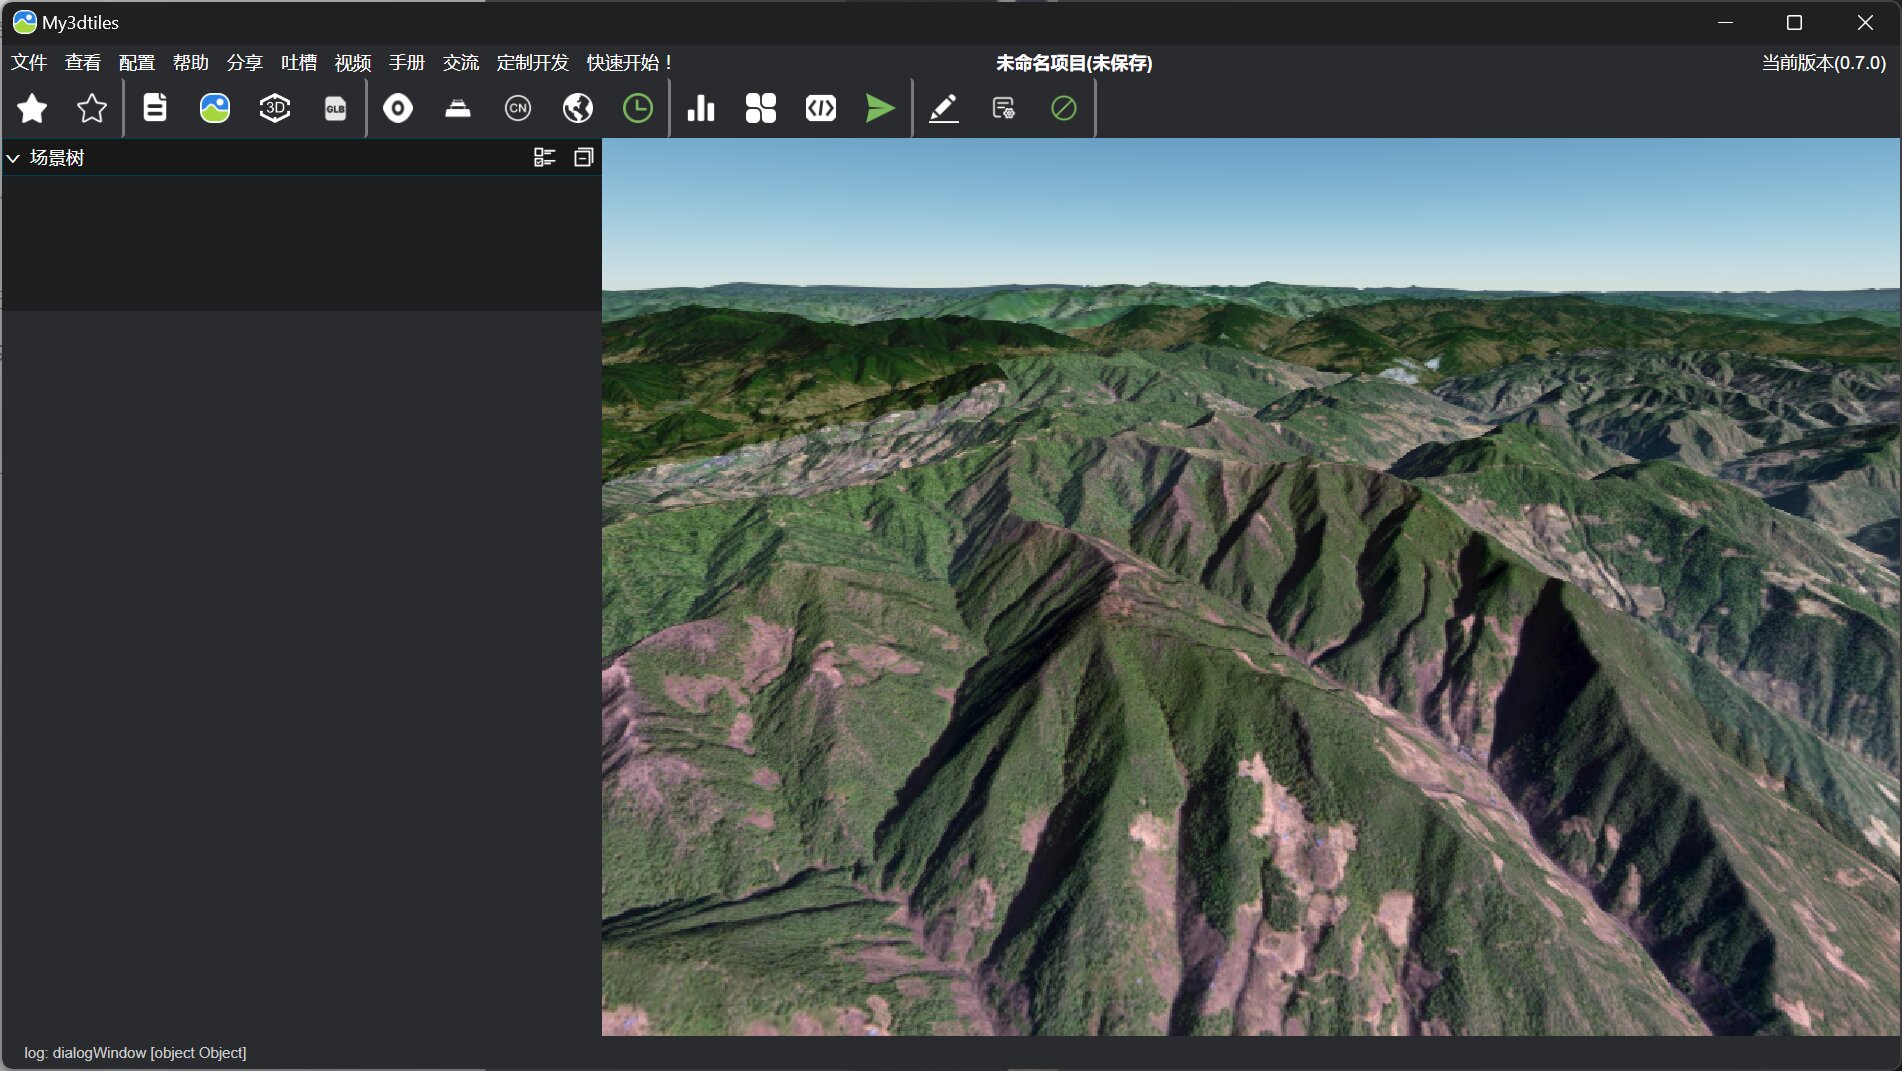 My3dtiles
文件 查看 配置 帮助 分享 吐槽 视频 手册 交流 定制开发 快速开始！ 未命名项目(未保存) 当前版本(0.7.0)
3D GLB CN
场景树
log: dialogWindow [object Object]